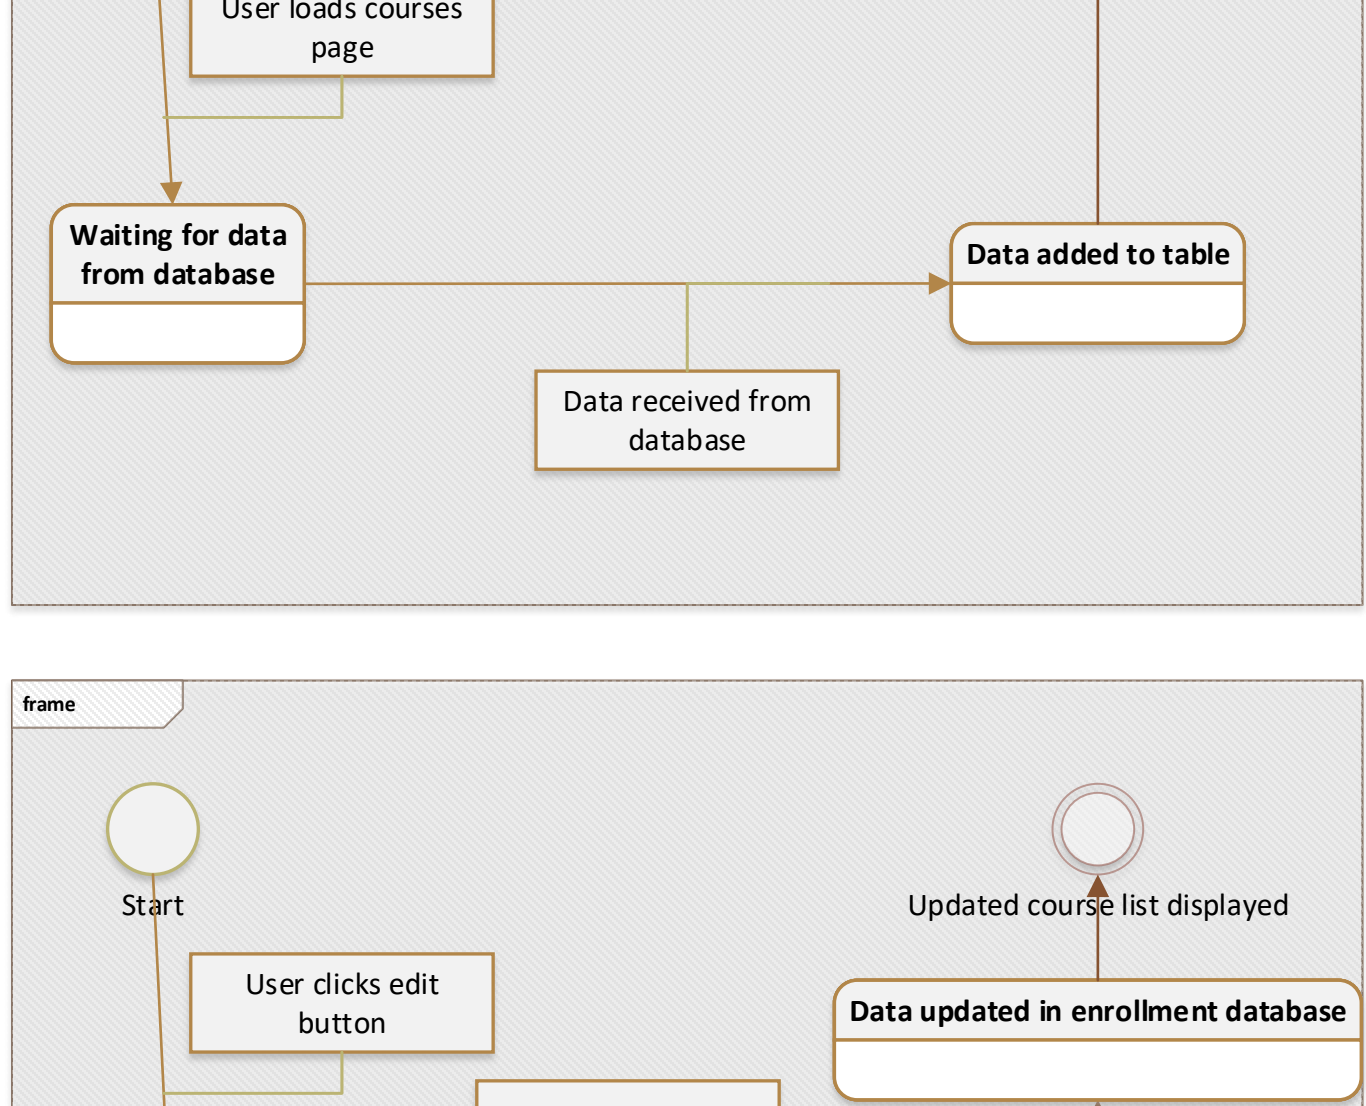 User loads courses
page
Waiting for data
from database
Data added to table
Data received from
database
frame
Start
Updated course list displayed
User clicks edit
button
Data updated in enrollment database